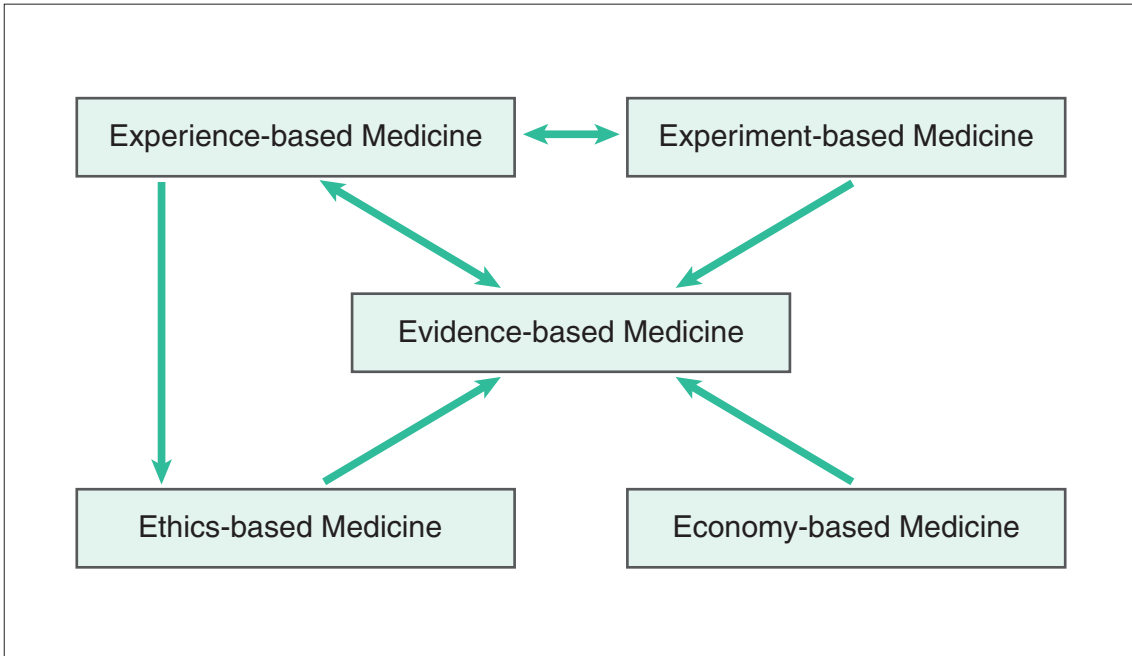 Experience-based Medicine
Experiment-based Medicine
Evidence-based Medicine
Ethics-based Medicine
Economy-based Medicine